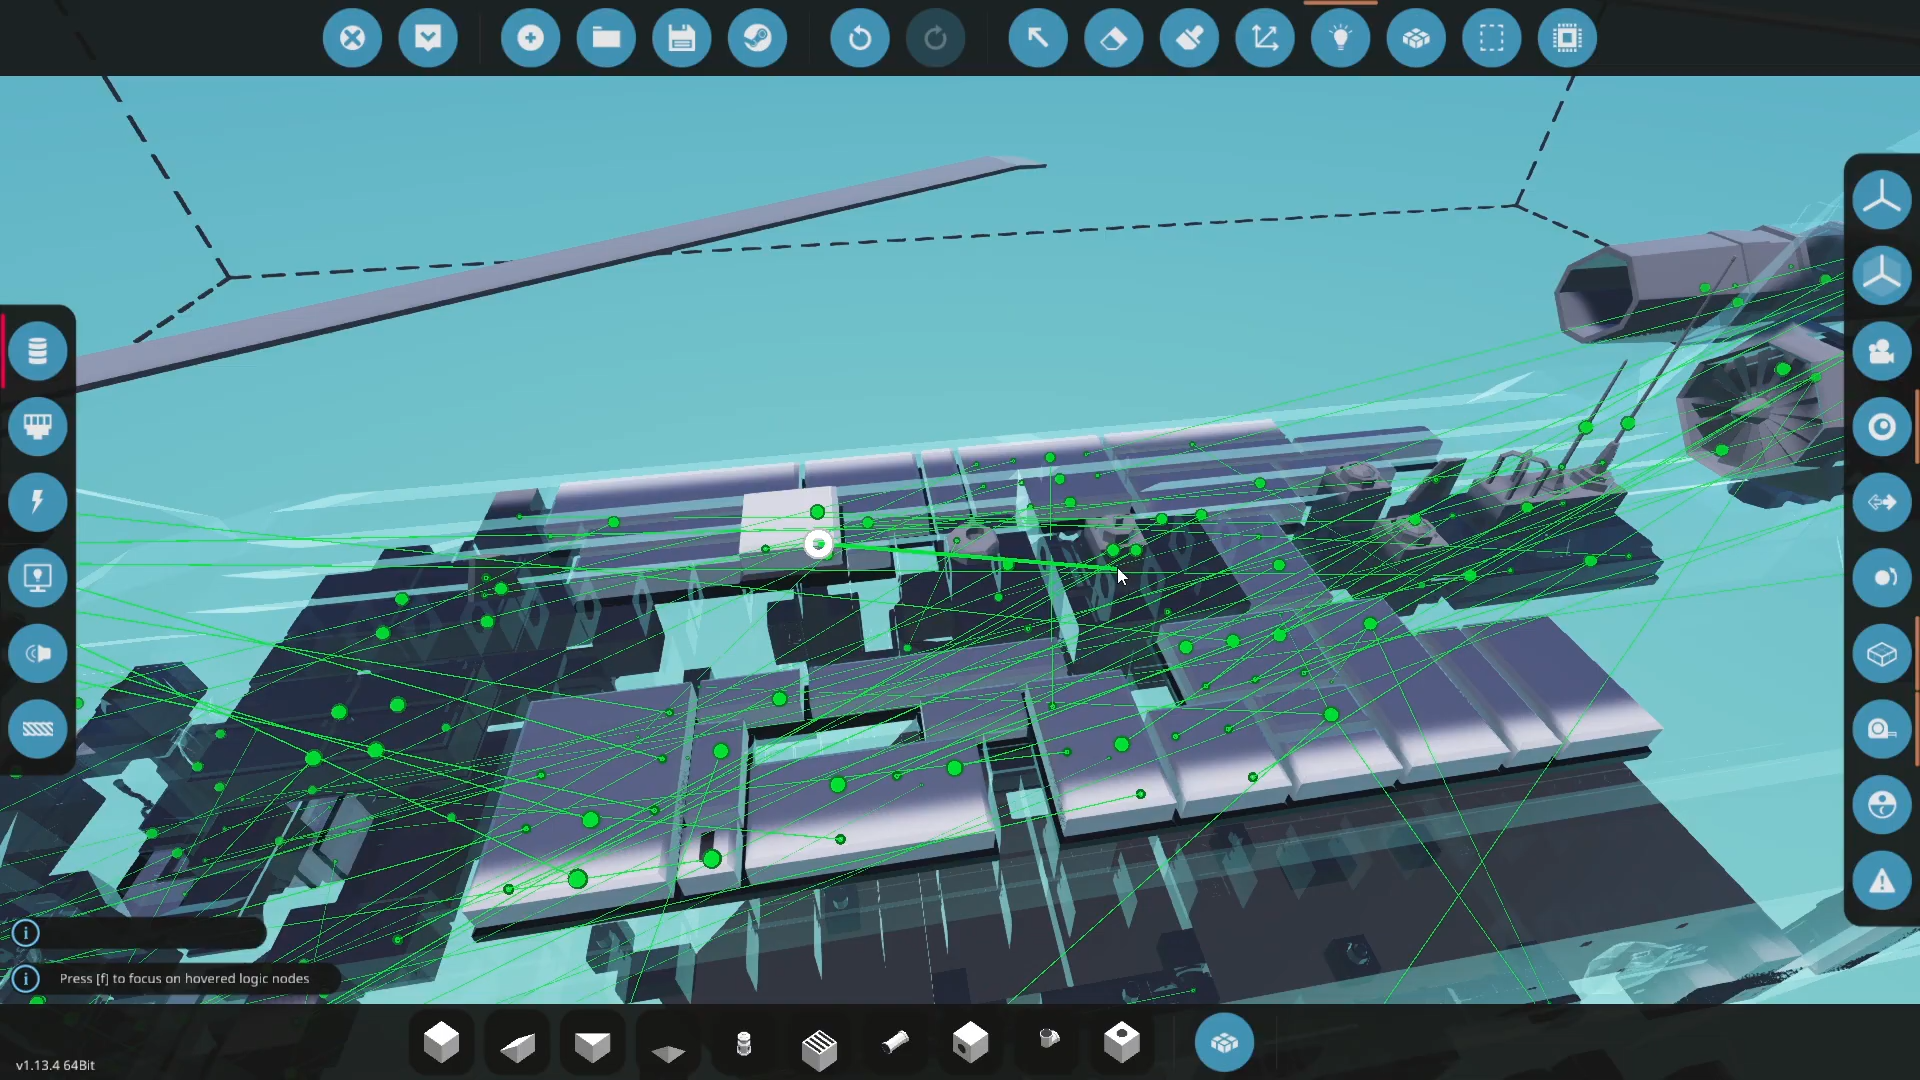 Press [f] to focus on hovered logic nodes
v1.13.4 64Bit